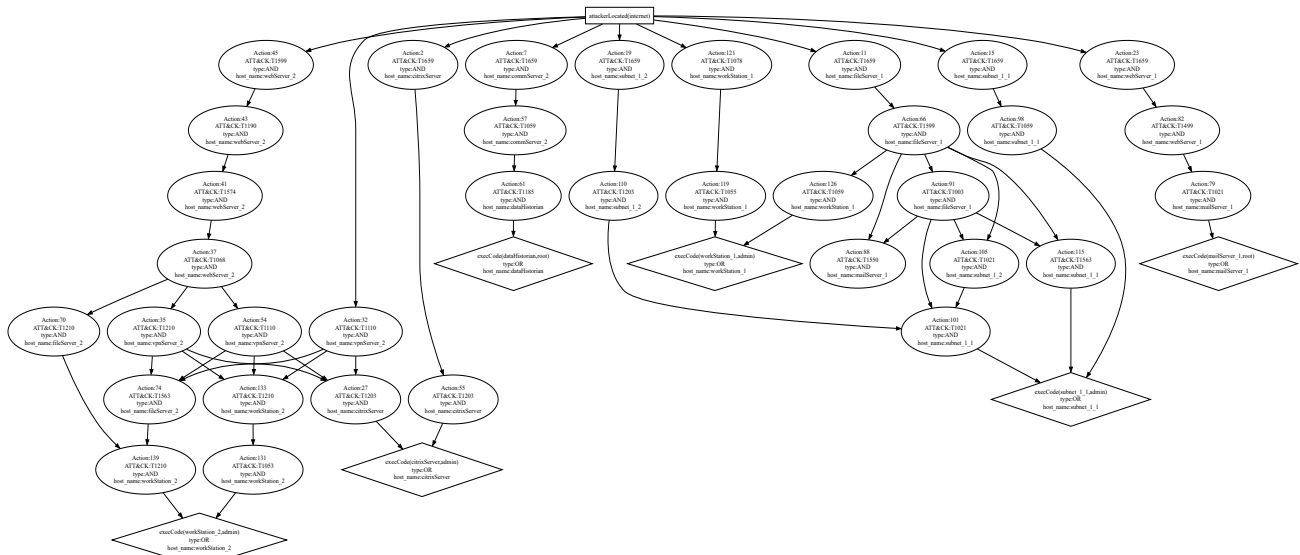 attackerLocated(internet)
Action:45
ATT&CK:T1599
type:AND
host_name:webServer_2
Action:2
ATT&CK:T1659
type:AND
host_name:citrixServer
Action:7
ATT&CK:T1659
type:AND
host_name:commServer_2
Action:19
ATT&CK:T1659
type:AND
host_name:subnet_1_2
Action:121
ATT&CK:T1078
type:AND
host_name:workStation_1
Action:11
ATT&CK:T1659
type:AND
host_name:fileServer_1
Action:15
ATT&CK:T1659
type:AND
host_name:subnet_1_1
Action:23
ATT&CK:T1659
type:AND
host_name:webServer_1
Action:43
ATT&CK:T1190
type:AND
host_name:webServer_2
Action:57
ATT&CK:T1059
type:AND
host_name:commServer_2
Action:66
ATT&CK:T1599
type:AND
host_name:fileServer_1
Action:98
ATT&CK:T1059
type:AND
host_name:subnet_1_1
Action:82
ATT&CK:T1499
type:AND
host_name:webServer_1
Action:41
ATT&CK:T1574
type:AND
host_name:webServer_2
Action:61
ATT&CK:T1185
type:AND
host_name:dataHistorian
Action:110
ATT&CK:T1203
type:AND
host_name:subnet_1_2
Action:119
ATT&CK:T1055
type:AND
host_name:workStation_1
Action:126
ATT&CK:T1059
type:AND
host_name:workStation_1
Action:91
ATT&CK:T1003
type:AND
host_name:fileServer_1
Action:79
ATT&CK:T1021
type:AND
host_name:mailServer_1
Action:37
ATT&CK:T1068
type:AND
host_name:webServer_2
execCode(dataHistorian,root)
type:OR
host_name:dataHistorian
execCode(workStation_1,admin)
type:OR
host_name:workStation_1
Action:88
ATT&CK:T1550
type:AND
host_name:mailServer_1
Action:105
ATT&CK:T1021
type:AND
host_name:subnet_1_2
Action:115
ATT&CK:T1563
type:AND
host_name:subnet_1_1
execCode(mailServer_1,root)
type:OR
host_name:mailServer_1
Action:70
ATT&CK:T1210
type:AND
host_name:fileServer_2
Action:35
ATT&CK:T1210
type:AND
host_name:vpnServer_2
Action:54
ATT&CK:T1110
type:AND
host_name:vpnServer_2
Action:32
ATT&CK:T1110
type:AND
host_name:vpnServer_2
Action:101
ATT&CK:T1021
type:AND
host_name:subnet_1_1
Action:74
ATT&CK:T1563
type:AND
host_name:fileServer_2
Action:133
ATT&CK:T1210
type:AND
host_name:workStation_2
Action:27
ATT&CK:T1203
type:AND
host_name:citrixServer
Action:55
ATT&CK:T1203
type:AND
host_name:citrixServer
execCode(subnet_1_1,admin)
type:OR
host_name:subnet_1_1
Action:139
ATT&CK:T1210
type:AND
host_name:workStation_2
Action:131
ATT&CK:T1053
type:AND
host_name:workStation_2
execCode(citrixServer,admin)
type:OR
host_name:citrixServer
execCode(workStation_2,admin)
type:OR
host_name:workStation_2